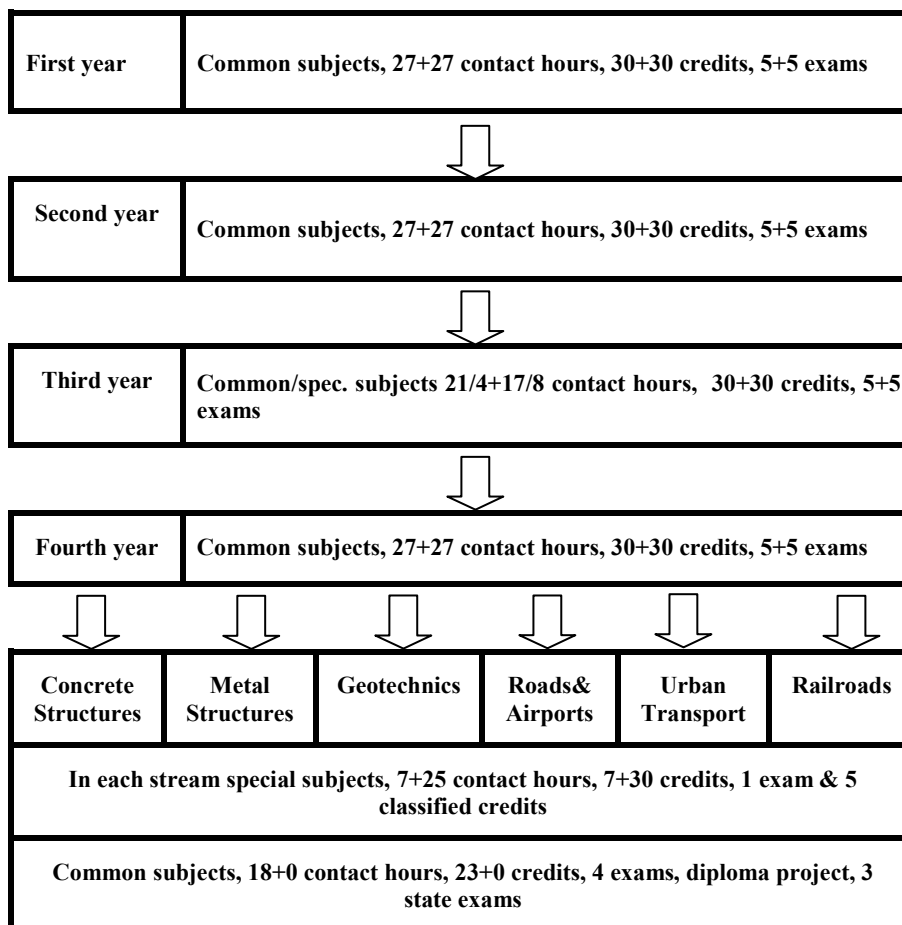 First year
Common subjects, 27+27 contact hours, 30+30 credits, 5+5 exams
Second year
Common subjects, 27+27 contact hours, 30+30 credits, 5+5 exams
Third year
Common/spec. subjects 21/4+17/8 contact hours, 30+30 credits, 5+5
exams
Fourth year
Common subjects, 27+27 contact hours, 30+30 credits, 5+5 exams
Concrete
Structures
Metal
Structures
Geotechnics
Roads&
Airports
Urban
Transport
Railroads
In each stream special subjects, 7+25 contact hours, 7+30 credits, 1 exam & 5
classified credits
Common subjects, 18+0 contact hours, 23+0 credits, 4 exams, diploma project, 3
state exams